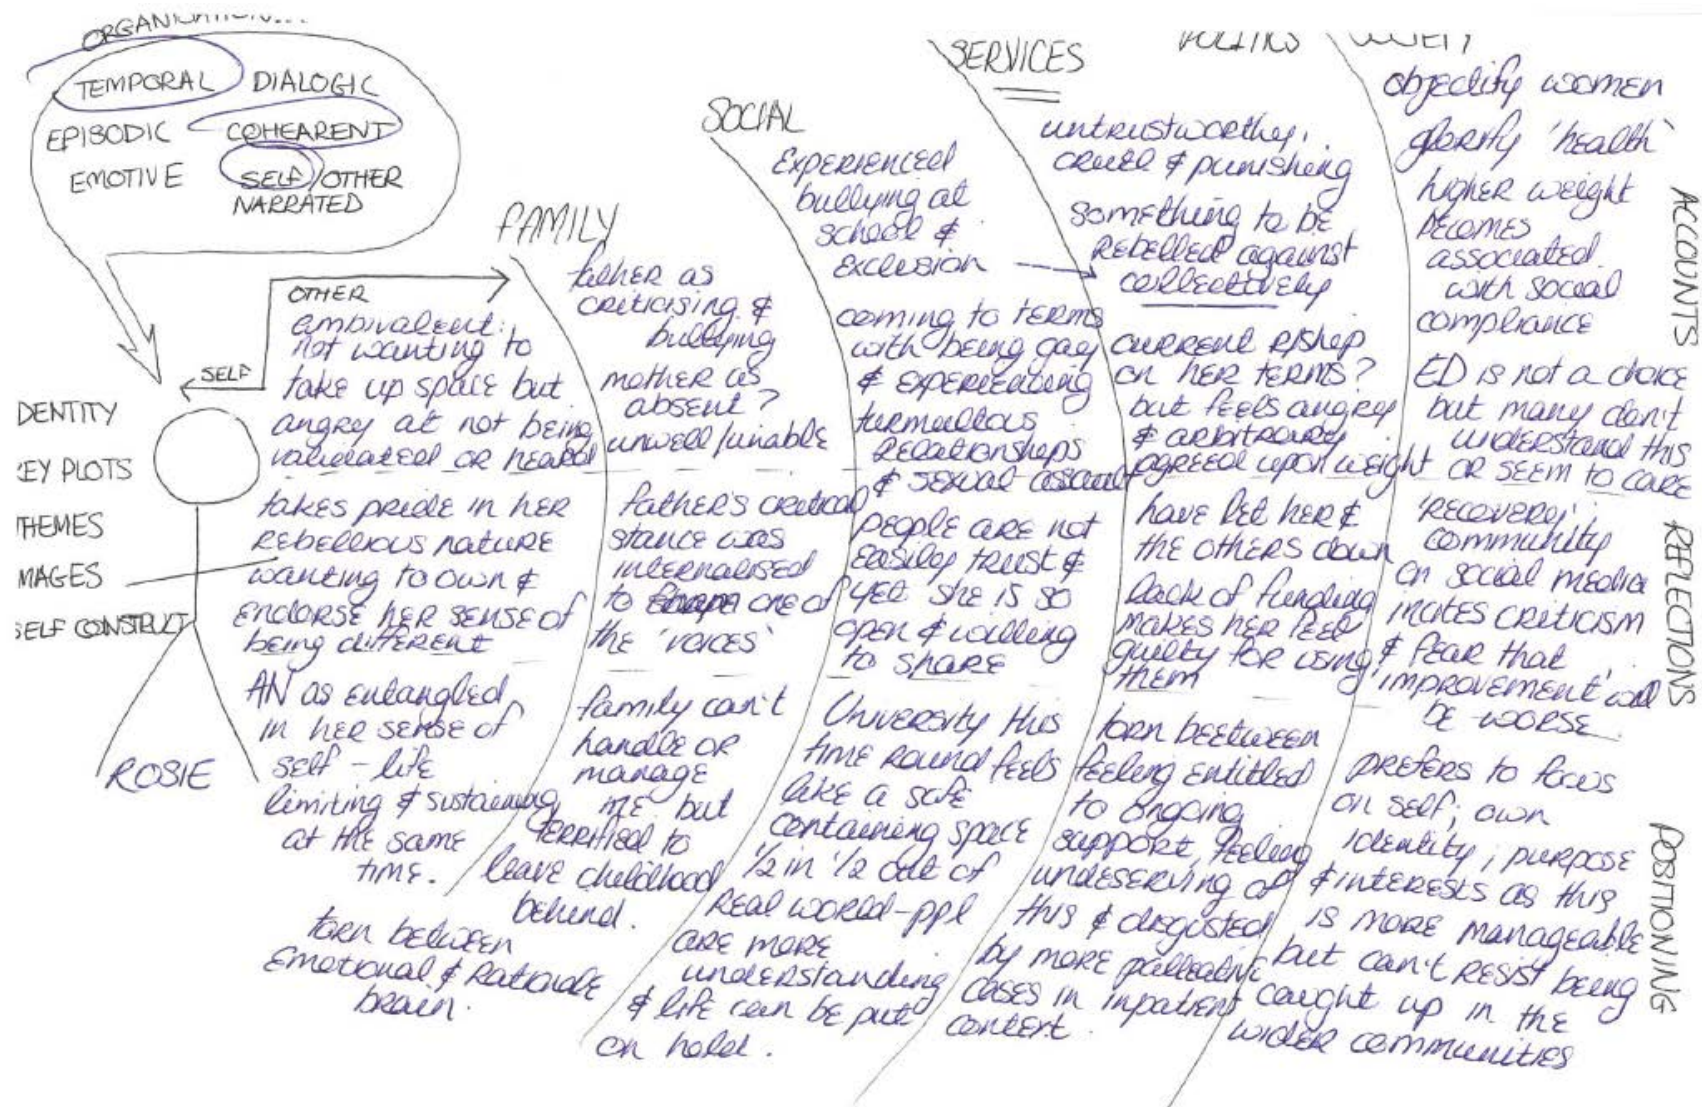 ORGANISATION...
TEMPORAL
DIALOGIC
EPISODIC
COHEARENT
EMOTIVE
SELF/OTHER
NARRATED
OTHER
SELF
IDENTITY
KEY PLOTS
THEMES
IMAGES
SELF CONSTRUCT
ROSIE
ambivalent:
not wanting to
take up space but
angry at not being
validated or heard
takes pride in her
rebellious nature
wanting to own &
endorse her sense of
being different
AN as entangled
in her sense of
self - life
limiting & sustaining
at the same
time.
torn between
emotional & rationale
brain.
FAMILY
father as
criticising &
bullying
mother as
absent?
unwell/unable
father's critical
stance was
internalised
to one of
the 'voices'
family can't
handle or
manage
me but
terrified to
leave childhood
behind.
SOCIAL
Experienced
bullying at
school &
exclusion
coming to terms
with being gay
& experiencing
turmultous
relationships
& sexual assault
people are not
easiley trust &
yet she is so
open & willing
to share
University this
time round feels
like a safe
containing space
1/2 in 1/2 out of
real world - ppl
are more
understanding
& life can be put
on hold.
SERVICES
untrustworthy,
cruel & punishing
something to be
rebelled against
collectively
current r/ship
on her terms?
but feels angry
& arbitrairy
agreed upon weight
have let her &
the others down
lack of funding
makes her feel
guilty for using
them
torn beetween
feeling entitled
to ongoing
support, feeling
undeserving of
this & disgusted
by more palleative
cases in inpatient
context.
POLITICS
SOCIETY
objectify women
glorify 'health'
higher weight
becomes
associated
with social
compliance
ED is not a choice
but many don't
understand this
or seem to care
'Recovery'
community
on social media
incites criticism
& fear that
'improvement' will
be worse.
prefers to focus
on self; own
identity, purpose
& interests as this
is more manageable
but can't resist being
caught up in the
wider communities
ACCOUNTS
REFLECTIONS
POSITIONING